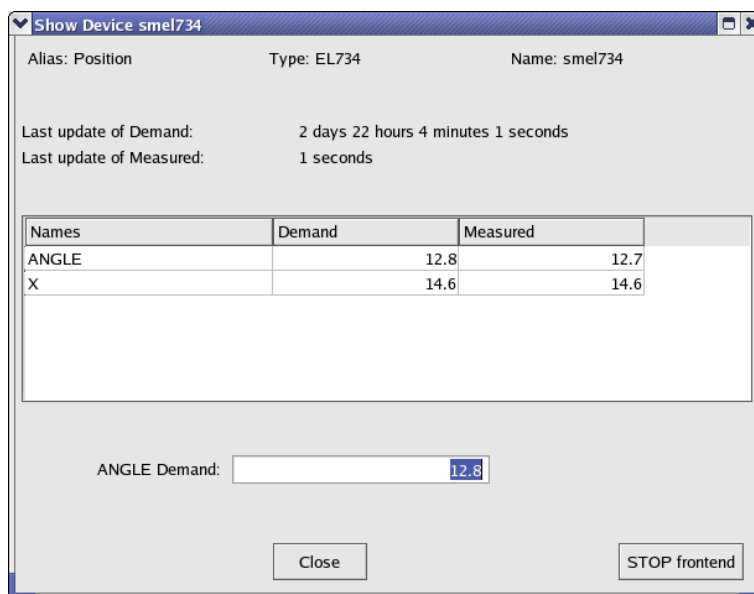 Show Device smel734
Alias: Position Type: EL734 Name: smel734
Last update of Demand: 2 days 22 hours 4 minutes 1 seconds
Last update of Measured: 1 seconds
Names Demand Measured
ANGLE 12.8 12.7
X 14.6 14.6
ANGLE Demand: 12.8
Close STOP frontend